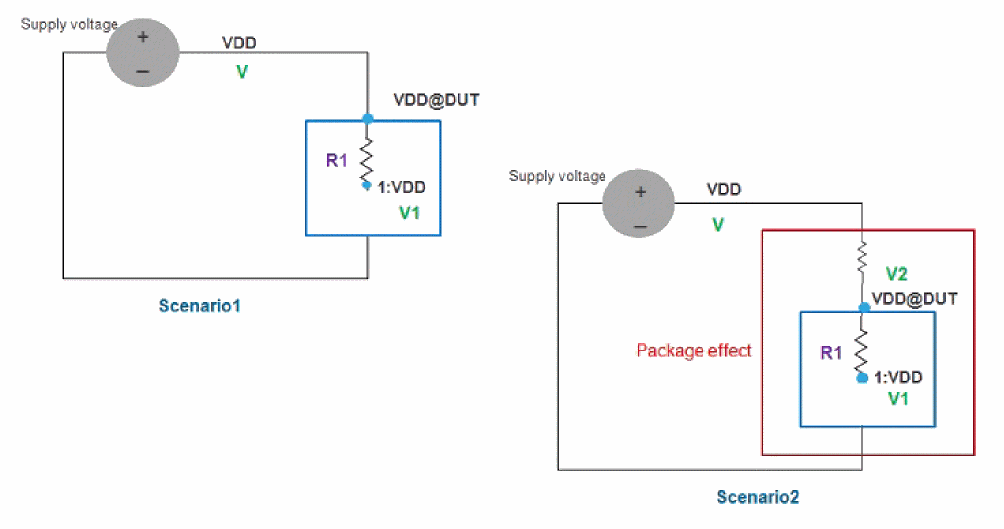 Supply voltage
+
–
VDD
V
VDD@DUT
R1
1:VDD
V1
Scenario1
Supply voltage
+
–
VDD
V
V2
VDD@DUT
Package effect
R1
1:VDD
V1
Scenario2